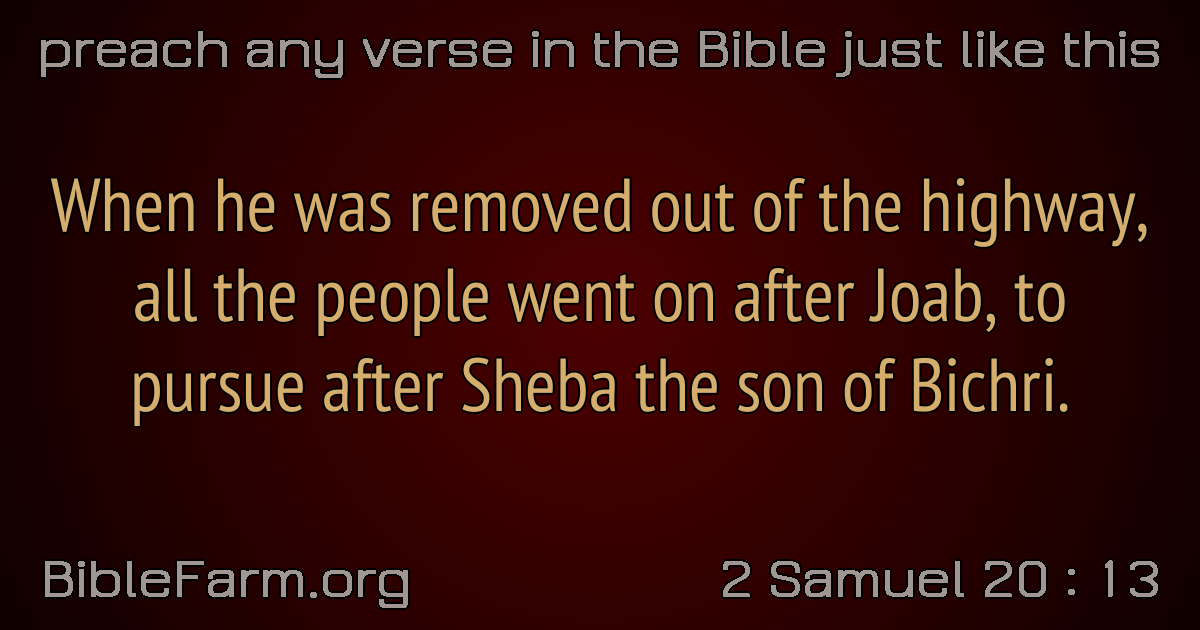 preach any verse in the Bible just like this
When he was removed out of the highway,
all the people went on after Joab, to
pursue after Sheba the son of Bichri.
BibleFarm.org
2 Samuel 20 : 13